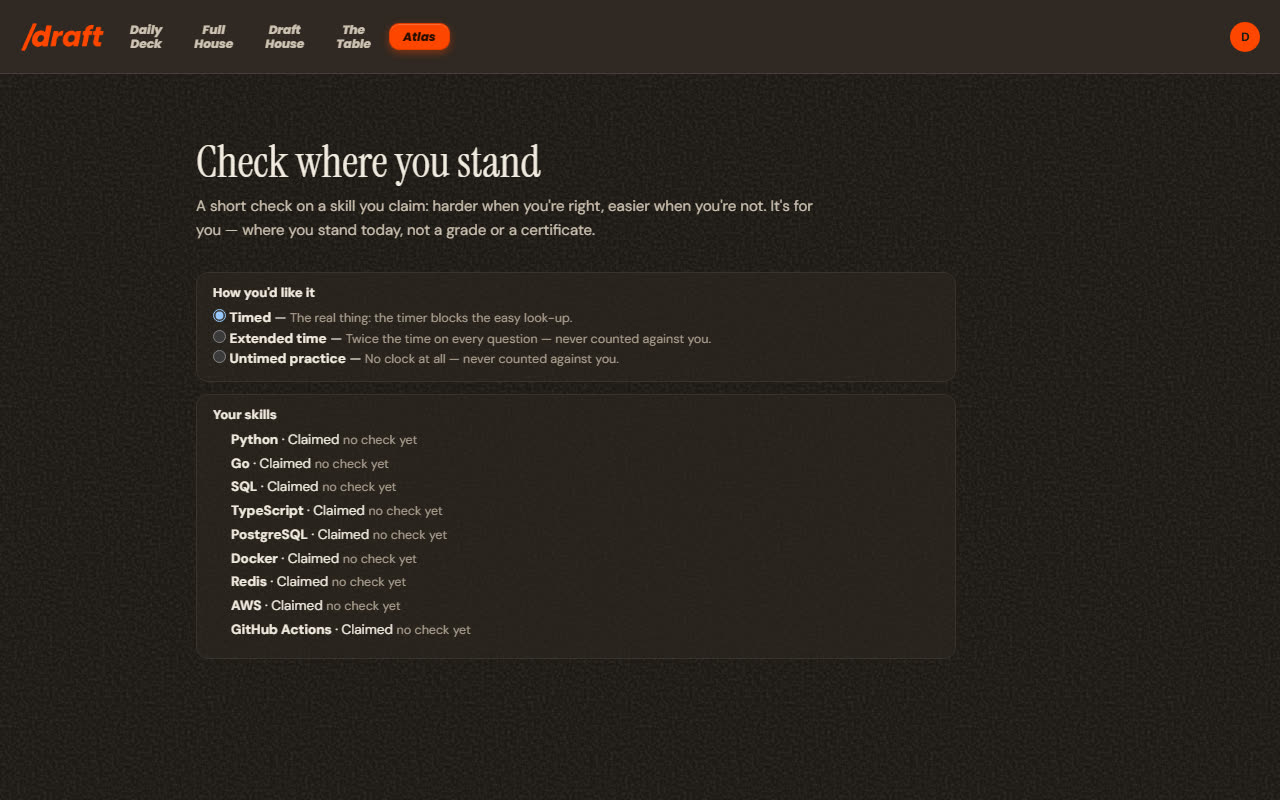 /draft
Daily
Deck
Full
House
Draft
House
The
Table
Atlas
D
Check where you stand
A short check on a skill you claim: harder when you're right, easier when you're not. It's for
you — where you stand today, not a grade or a certificate.
How you'd like it
Timed — The real thing: the timer blocks the easy look-up.
Extended time — Twice the time on every question — never counted against you.
Untimed practice — No clock at all — never counted against you.
Your skills
Python · Claimed no check yet
Go · Claimed no check yet
SQL · Claimed no check yet
TypeScript · Claimed no check yet
PostgreSQL · Claimed no check yet
Docker · Claimed no check yet
Redis · Claimed no check yet
AWS · Claimed no check yet
GitHub Actions · Claimed no check yet